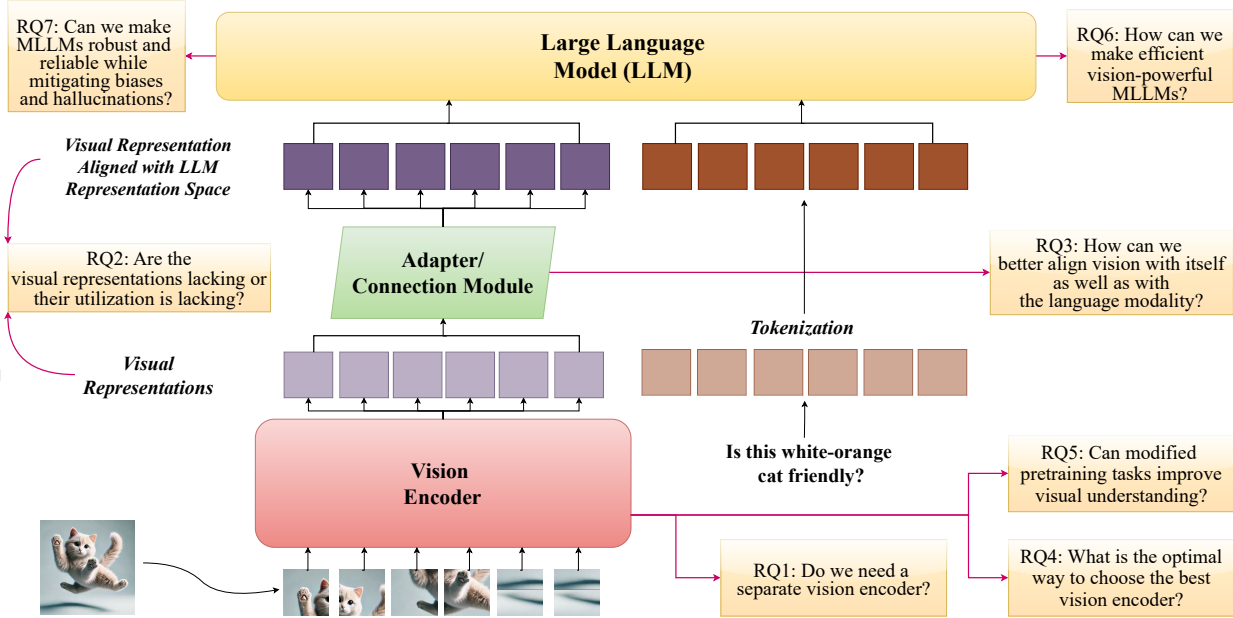 RQ7: Can we make
MLLMs robust and
reliable while
mitigating biases
and hallucinations?
Large Language
Model (LLM)
RQ6: How can we
make efficient
vision-powerful
MLLMs?
Visual Representation
Aligned with LLM
Representation Space
RQ2: Are the
visual representations lacking or
their utilization is lacking?
Adapter/
Connection Module
RQ3: How can we
better align vision with itself
as well as with
the language modality?
Tokenization
Visual
Representations
Vision
Encoder
Is this white-orange
cat friendly?
RQ5: Can modified
pretraining tasks improve
visual understanding?
RQ1: Do we need a
separate vision encoder?
RQ4: What is the optimal
way to choose the best
vision encoder?